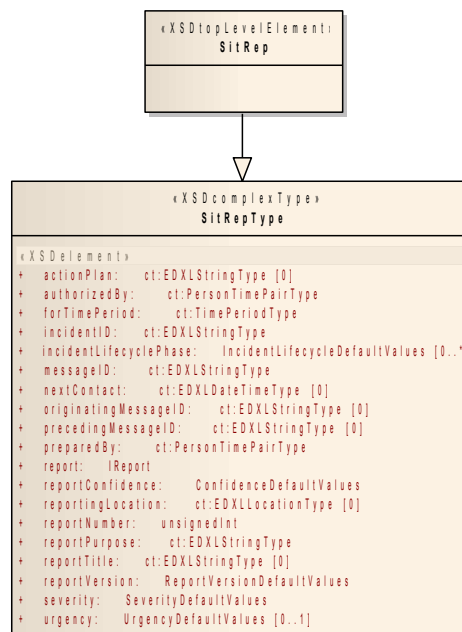 «XSDtopLevelElement»
SitRep
«XSDcomplexType»
SitRepType
«XSDelement»
+ actionPlan: ct:EDXLStringType [0]
+ authorizedBy: ct:PersonTimePairType
+ forTimePeriod: ct:TimePeriodType
+ incidentID: ct:EDXLStringType
+ incidentLifecyclePhase: IncidentLifecycleDefaultValues [0..*
+ messageID: ct:EDXLStringType
+ nextContact: ct:EDXLDateTimeType [0]
+ originatingMessageID: ct:EDXLStringType [0]
+ precedingMessageID: ct:EDXLStringType [0]
+ preparedBy: ct:PersonTimePairType
+ report: IReport
+ reportConfidence: ConfidenceDefaultValues
+ reportingLocation: ct:EDXLLocationType [0]
+ reportNumber: unsignedInt
+ reportPurpose: ct:EDXLStringType
+ reportTitle: ct:EDXLStringType [0]
+ reportVersion: ReportVersionDefaultValues
+ severity: SeverityDefaultValues
+ urgency: UrgencyDefaultValues [0..1]